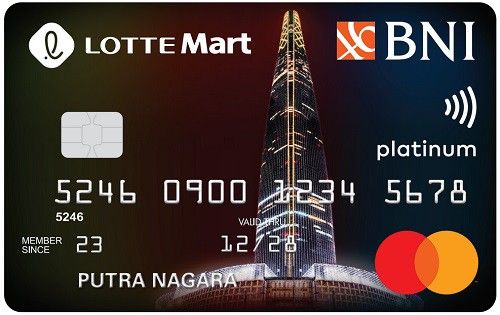 LOTTE Mart
BNI
platinum
5246 0900 1234 5678
5246
VALID THRU
MEMBER SINCE 23 12/28
PUTRA NAGARA